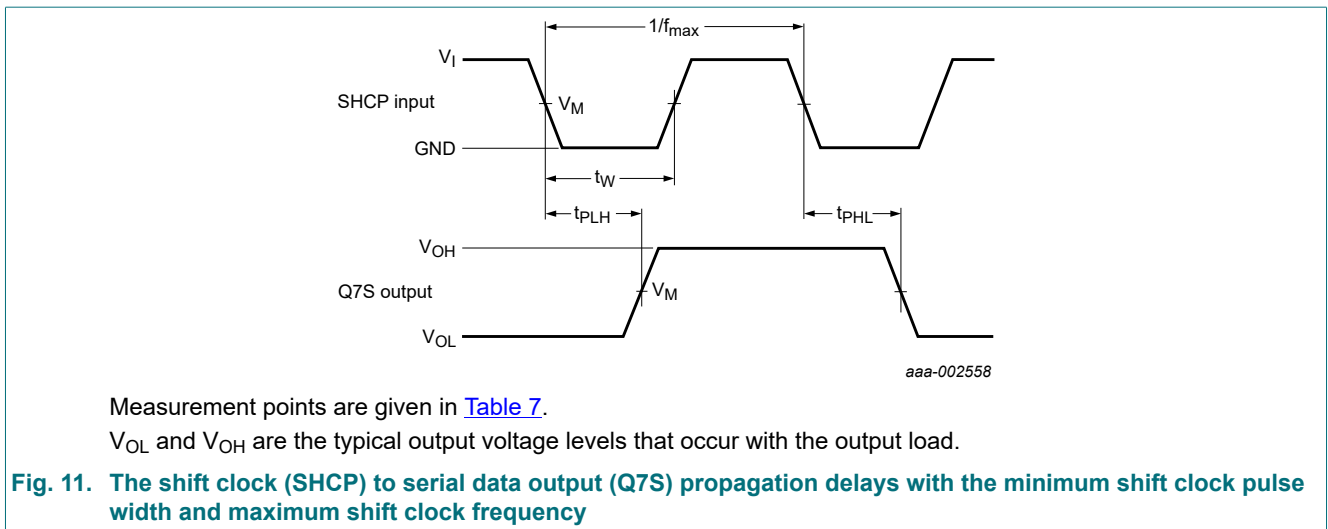 1/fmax
VI
SHCP input
VM
GND
tW
tPLH
tPHL
VOH
Q7S output
VM
VOL
aaa-002558
Measurement points are given in Table 7.
VOL and VOH are the typical output voltage levels that occur with the output load.
Fig. 11. The shift clock (SHCP) to serial data output (Q7S) propagation delays with the minimum shift clock pulse
width and maximum shift clock frequency